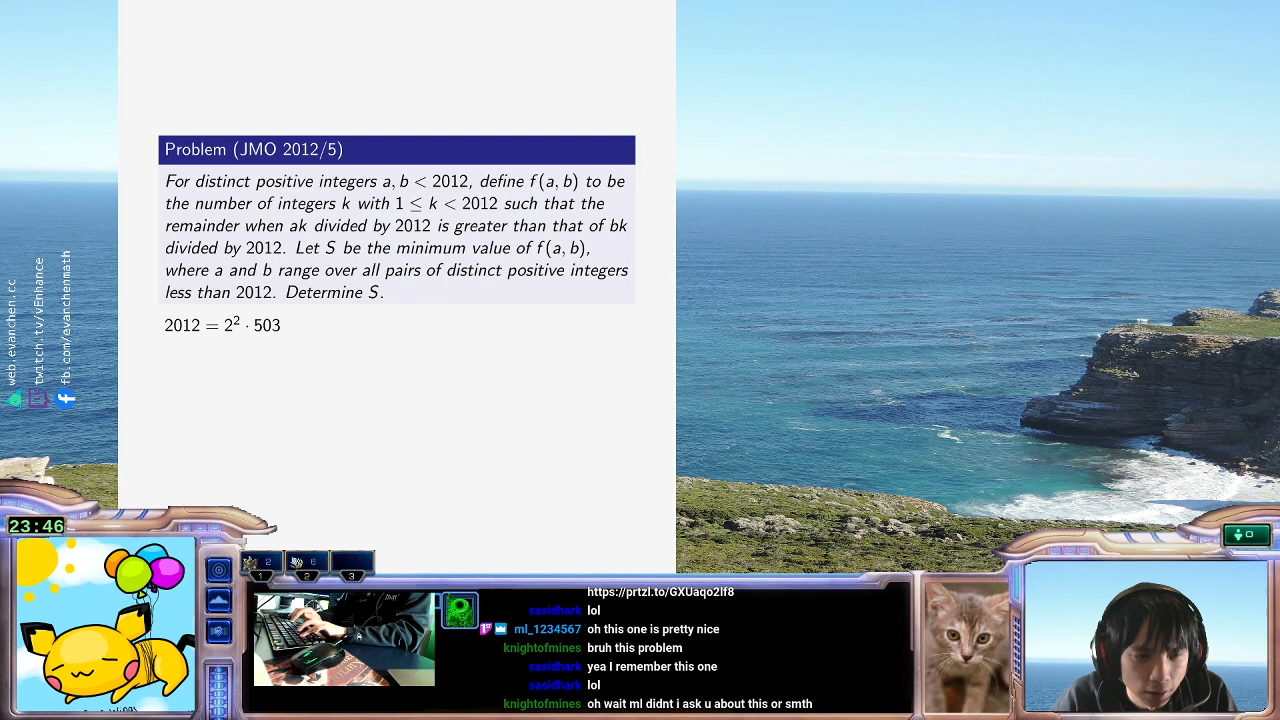 Problem (JMO 2012/5)
For distinct positive integers a, b < 2012, define f(a, b) to be
the number of integers k with 1 ≤ k < 2012 such that the
remainder when ak divided by 2012 is greater than that of bk
divided by 2012. Let S be the minimum value of f(a, b),
where a and b range over all pairs of distinct positive integers
less than 2012. Determine S.
2012 = 2² · 503
web.evanchen.cc
twitch.tv/vEnhance
fb.com/evanchenmath
23:46
2
6
1
2
3
https://prtzl.to/GXUaqo2lf8
sasidhark lol
ml_1234567 oh this one is pretty nice
knightofmines bruh this problem
sasidhark yea I remember this one
sasidhark lol
knightofmines oh wait ml didnt i ask u about this or smth